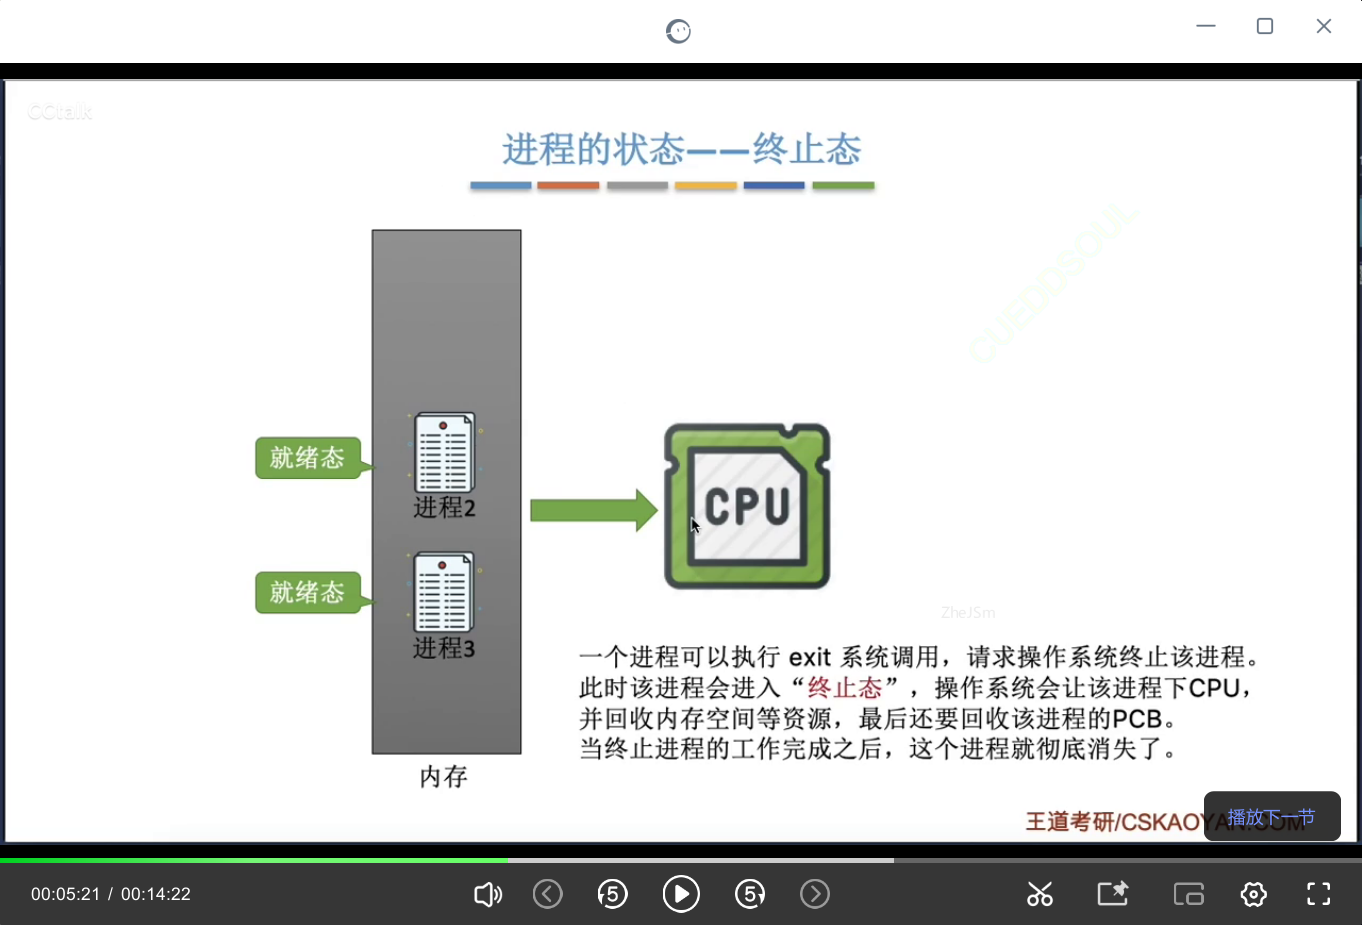 CCtalk
进程的状态——终止态
CUEDDSOUL
就绪态
进程2
CPU
就绪态
进程3
ZheJSm
一个进程可以执行 exit 系统调用，请求操作系统终止该进程。
此时该进程会进入“终止态”，操作系统会让该进程下CPU，
并回收内存空间等资源，最后还要回收该进程的PCB。
当终止进程的工作完成之后，这个进程就彻底消失了。
内存
王道考研/CSKAOYAN.COM
播放下一节
00:05:21 / 00:14:22
5
5